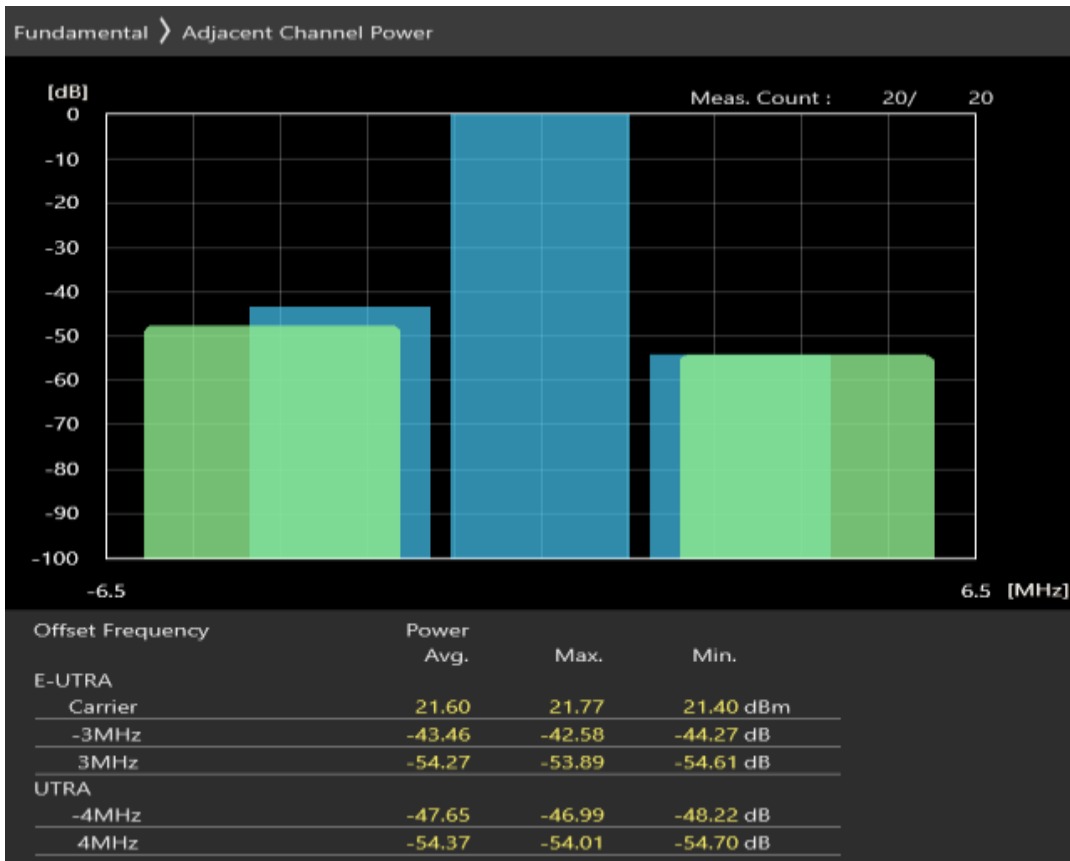 Fundamental 〉 Adjacent Channel Power
[dB]
Meas. Count : 20/ 20
0
-10
-20
-30
-40
-50
-60
-70
-80
-90
-100
-6.5 6.5 [MHz]
Offset Frequency Power
Avg. Max. Min.
E-UTRA
Carrier 21.60 21.77 21.40 dBm
-3MHz -43.46 -42.58 -44.27 dB
3MHz -54.27 -53.89 -54.61 dB
UTRA
-4MHz -47.65 -46.99 -48.22 dB
4MHz -54.37 -54.01 -54.70 dB